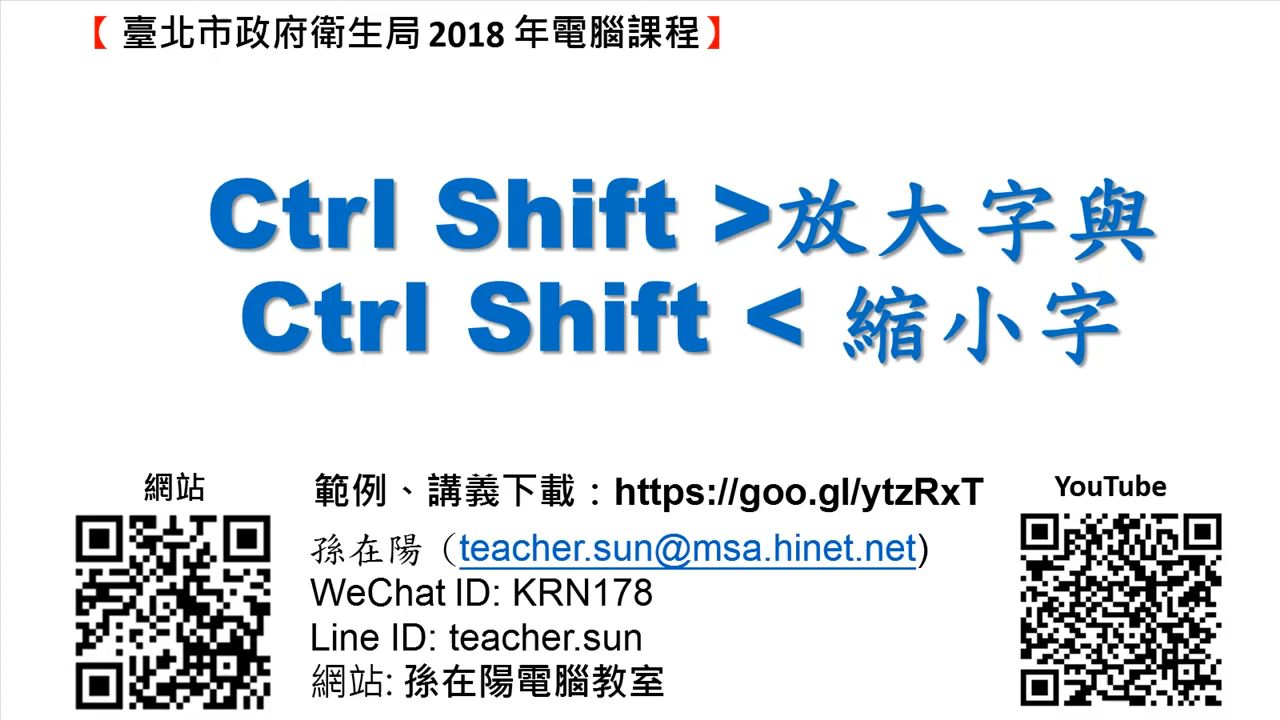 【 臺北市政府衛生局 2018 年電腦課程】
Ctrl Shift >放大字與
Ctrl Shift < 縮小字
網站
範例、講義下載：https://goo.gl/ytzRxT
YouTube
孫在陽（teacher.sun@msa.hinet.net)
WeChat ID: KRN178
Line ID: teacher.sun
網站: 孫在陽電腦教室